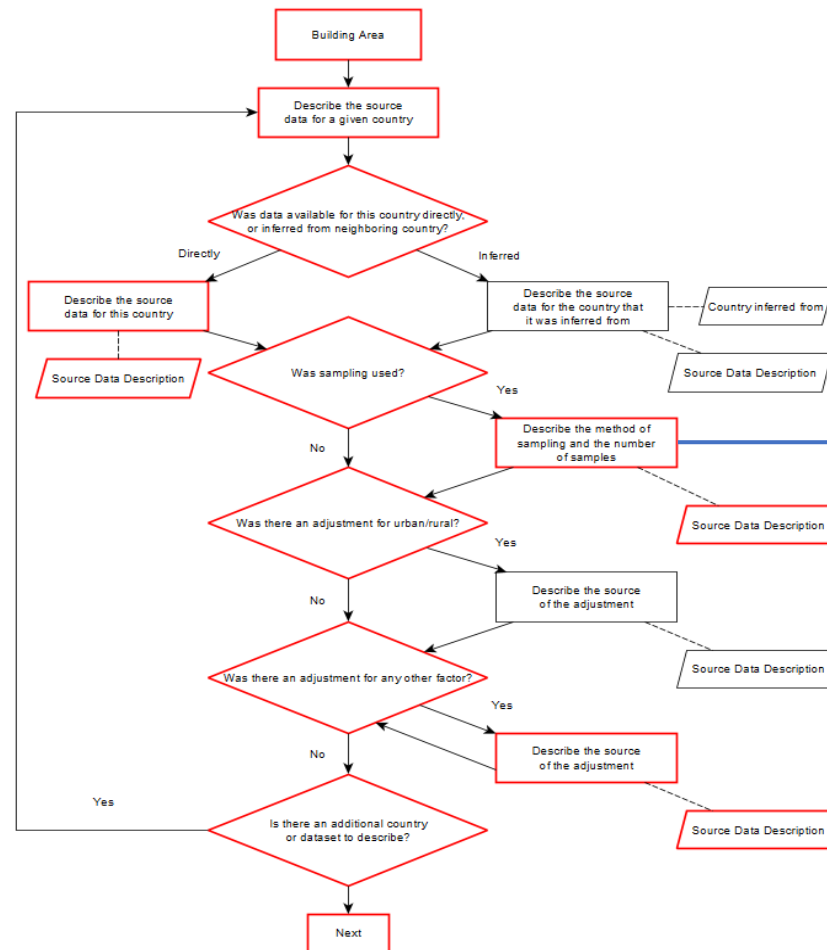 Building Area
Describe the source
data for a given country
Was data available for this country directly,
or inferred from neighboring country?
Directly
Inferred
Describe the source
data for this country
Describe the source
data for the country that
it was inferred from
Country inferred from
Source Data Description
Source Data Description
Was sampling used?
Yes
Describe the method of
sampling and the number
of samples
No
Source Data Description
Was there an adjustment for urban/rural?
Yes
Describe the source
of the adjustment
No
Source Data Description
Was there an adjustment for any other factor?
Yes
Describe the source
of the adjustment
No
Yes
Source Data Description
Is there an additional country
or dataset to describe?
Next